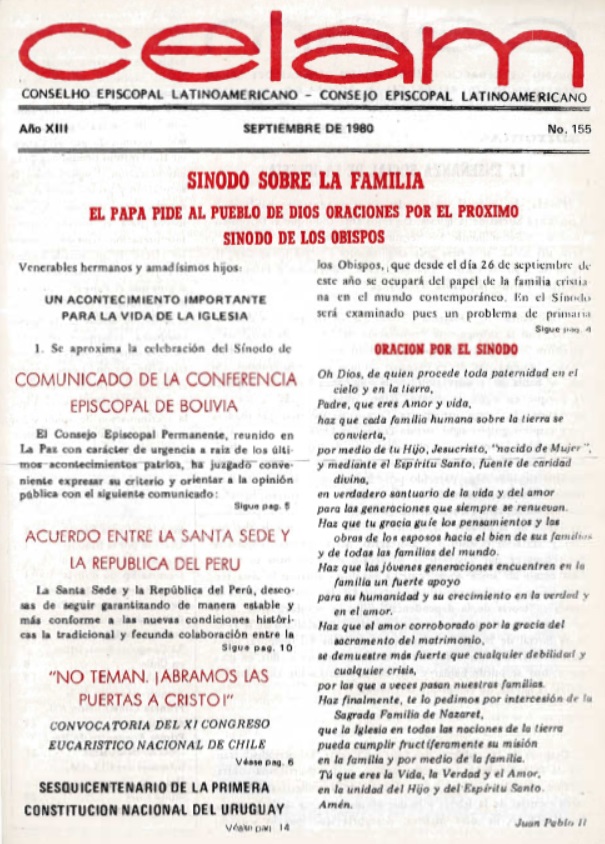 celam
CONSELHO EPISCOPAL LATINOAMERICANO - CONSEJO EPISCOPAL LATINOAMERICANO
Año XIII
SEPTIEMBRE DE 1980
No. 155
SINODO SOBRE LA FAMILIA
EL PAPA PIDE AL PUEBLO DE DIOS ORACIONES POR EL PROXIMO
SINODO DE LOS OBISPOS
Venerables hermanos y amadísimos hijos:
UN ACONTECIMIENTO IMPORTANTE
PARA LA VIDA DE LA IGLESIA
1. Se aproxima la celebración del Sínodo de
los Obispos, que desde el día 26 de septiembre de
este año se ocupará del papel de la familia cristia
na en el mundo contemporáneo. En el Sínodo
será examinado pues un problema de primaria
Sigue pag. 4
COMUNICADO DE LA CONFERENCIA
EPISCOPAL DE BOLIVIA
El Consejo Episcopal Permanente, reunido en
La Paz con carácter de urgencia a raíz de los últi-
mos acontecimientos patrios, ha juzgado conve-
niente expresar su criterio y orientar a la opinión
pública con el siguiente comunicado:
Sigue pag. 5
ACUERDO ENTRE LA SANTA SEDE Y
LA REPUBLICA DEL PERU
La Santa Sede y la República del Perú, deseo-
sas de seguir garantizando de manera estable y
más conforme a las nuevas condiciones históri-
cas la tradicional y fecunda colaboración entre la
Sigue pag. 10
"NO TEMAN. ¡ABRAMOS LAS
PUERTAS A CRISTO!"
CONVOCATORIA DEL XI CONGRESO
EUCARISTICO NACIONAL DE CHILE
Véase pag. 6
SESQUICENTENARIO DE LA PRIMERA
CONSTITUCION NACIONAL DEL URUGUAY
Véase pag. 14
ORACION POR EL SINODO
Oh Dios, de quien procede toda paternidad en el
cielo y en la tierra,
Padre, que eres Amor y vida,
haz que cada familia humana sobre la tierra se
convierta,
por medio de tu Hijo, Jesucristo, "nacido de Mujer",
y mediante el Espíritu Santo, fuente de caridad
divina,
en verdadero santuario de la vida y del amor
para las generaciones que siempre se renuevan.
Haz que tu gracia guíe los pensamientos y las
obras de los esposos hacia el bien de sus familias
y de todas las familias del mundo.
Haz que las jóvenes generaciones encuentren en la
familia un fuerte apoyo
para su humanidad y su crecimiento en la verdad y
en el amor.
Haz que el amor corroborado por la gracia del
sacramento del matrimonio,
se demuestre más fuerte que cualquier debilidad y
cualquier crisis,
por las que a veces pasan nuestras familias.
Haz finalmente, te lo pedimos por intercesión de la
Sagrada Familia de Nazaret,
que la Iglesia en todas las naciones de la tierra
pueda cumplir fructíferamente su misión
en la familia y por medio de la familia.
Tú que eres la Vida, la Verdad y el Amor,
en la unidad del Hijo y del Espíritu Santo.
Amén.
Juan Pablo II